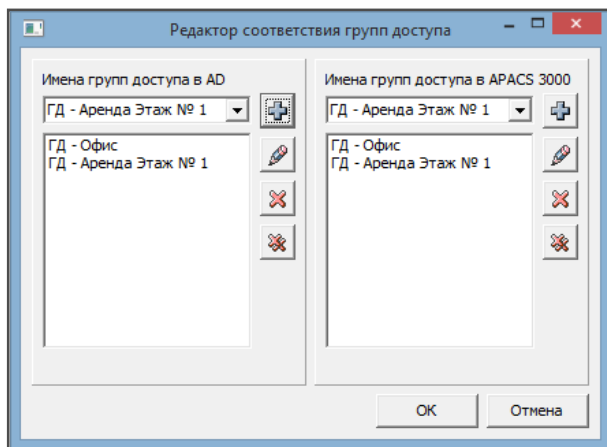 Редактор соответствия групп доступа
Имена групп доступа в AD
ГД - Аренда Этаж № 1
ГД - Офис
ГД - Аренда Этаж № 1
Имена групп доступа в APACS 3000
ГД - Аренда Этаж № 1
ГД - Офис
ГД - Аренда Этаж № 1
OK
Отмена